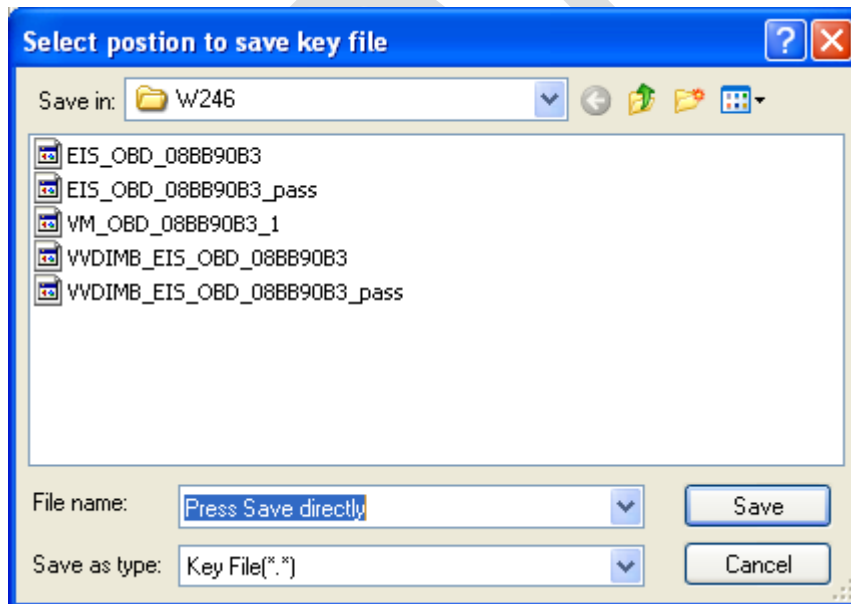 Select postion to save key file
Save in: W246
EIS_OBD_08BB90B3
EIS_OBD_08BB90B3_pass
VM_OBD_08BB90B3_1
VVDIMB_EIS_OBD_08BB90B3
VVDIMB_EIS_OBD_08BB90B3_pass
File name: Press Save directly Save
Save as type: Key File(*.*) Cancel